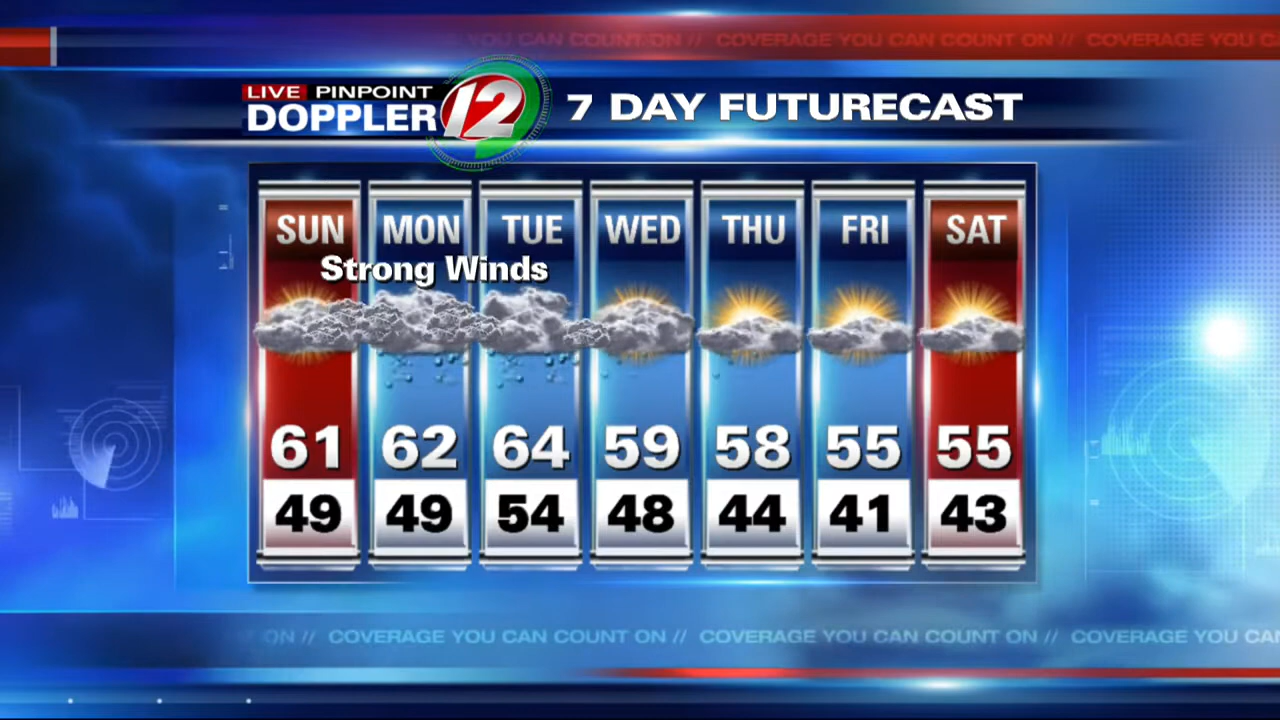 YOU CAN COUNT ON // COVERAGE YOU CAN COUNT ON // COVERAGE YOU C
LIVE PINPOINT
DOPPLER 12
7 DAY FUTURECAST
SUN MON TUE WED THU FRI SAT
Strong Winds
61 62 64 59 58 55 55
49 49 54 48 44 41 43
ON // COVERAGE YOU CAN COUNT ON // COVERAGE YOU CAN COUNT ON // COVERAGE YOU CA